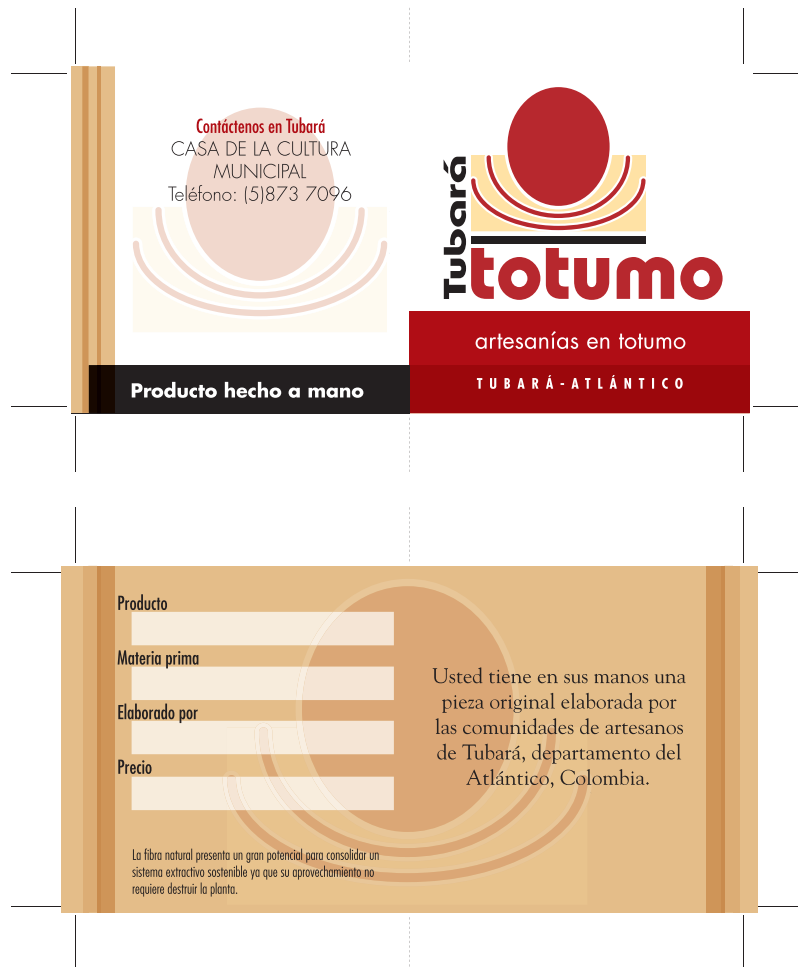 Contáctenos en Tubará
CASA DE LA CULTURA
MUNICIPAL
Teléfono: (5)873 7096
Producto hecho a mano
Tubará
totumo
artesanías en totumo
TUBARÁ-ATLÁNTICO
Producto
Materia prima
Elaborado por
Precio
La fibra natural presenta un gran potencial para consolidar un
sistema extractivo sostenible ya que su aprovechamiento no
requiere destruir la planta.
Usted tiene en sus manos una
pieza original elaborada por
las comunidades de artesanos
de Tubará, departamento del
Atlántico, Colombia.